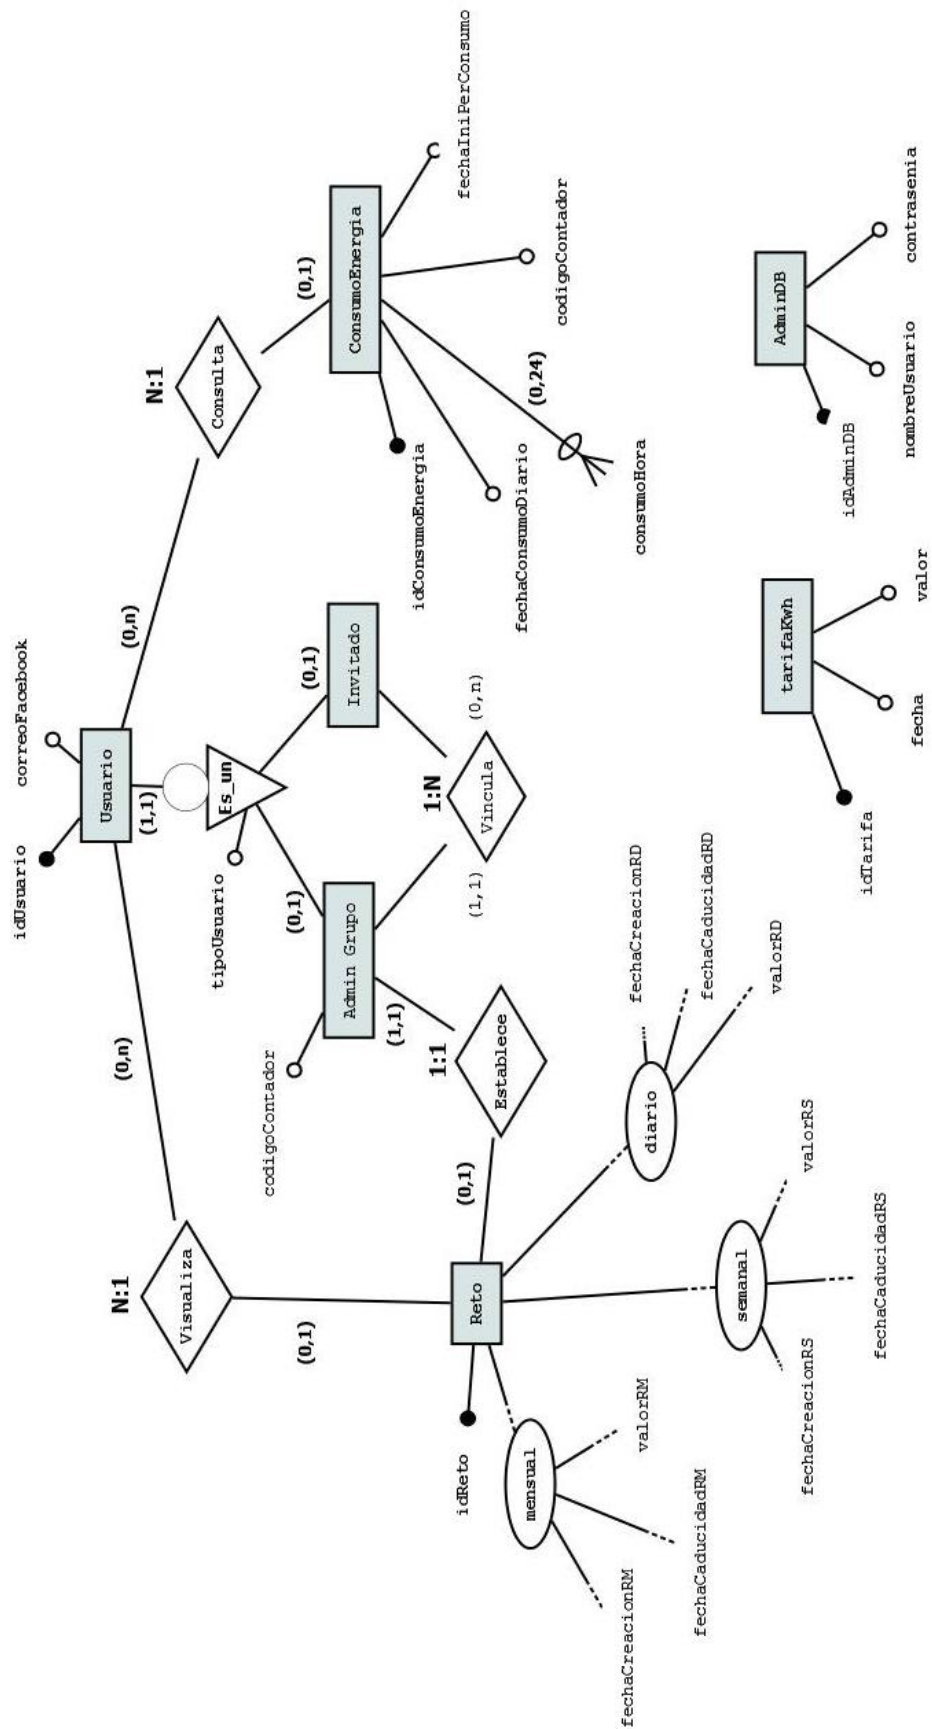 idUsuario
correoFacebook
Usuario
N:1
(0,n)
(0,n)
(1,1)
N:1
Visualiza
tipoUsuario
Es_un
Consulta
codigoContador
(0,1)
(0,1)
(0,1)
(0,1)
Admin Grupo
Invitado
ConsumoEnergia
(1,1)
idConsumoEnergia
1:1
1:N
idReto
(0,1)
fechaIniPerConsumo
Reto
(1,1)
Vincula
(0,n)
Establece
fechaConsumoDiario
mensual
(0,24)
codigoContador
fechaCreacionRM
valorRM
fechaCreacionRD
consumoHora
diario
fechaCaducidadRM
fechaCaducidadRD
semanal
valorRD
AdminDB
tarifaKwh
fechaCreacionRS
valorRS
idAdminDB
idTarifa
fechaCaducidadRS
nombreUsuario
contrasenia
fecha
valor